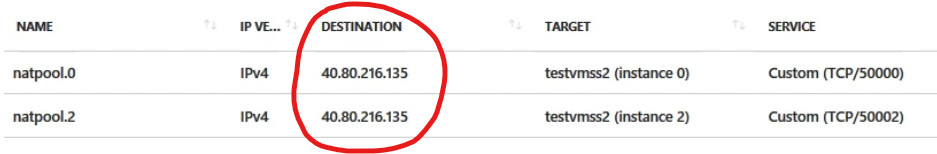 NAME IP VE... DESTINATION TARGET SERVICE
natpool.0 IPv4 40.80.216.135 testvmss2 (instance 0) Custom (TCP/50000)
natpool.2 IPv4 40.80.216.135 testvmss2 (instance 2) Custom (TCP/50002)